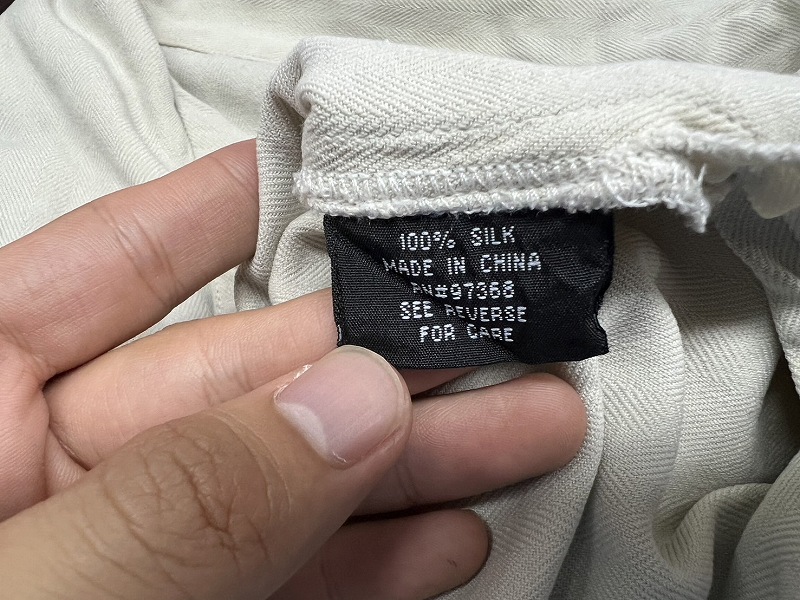 100% SILK
MADE IN CHINA
RN#97368
SEE REVERSE
FOR CARE